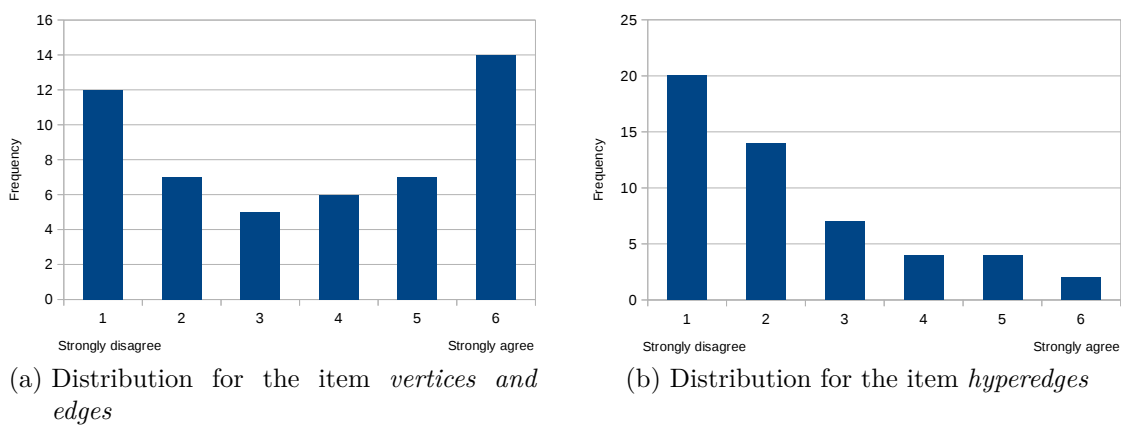 16
14
12
10
8
6
4
2
0
Frequency
1 2 3 4 5 6
Strongly disagree Strongly agree
(a) Distribution for the item vertices and
edges
25
20
15
10
5
0
Frequency
1 2 3 4 5 6
Strongly disagree Strongly agree
(b) Distribution for the item hyperedges